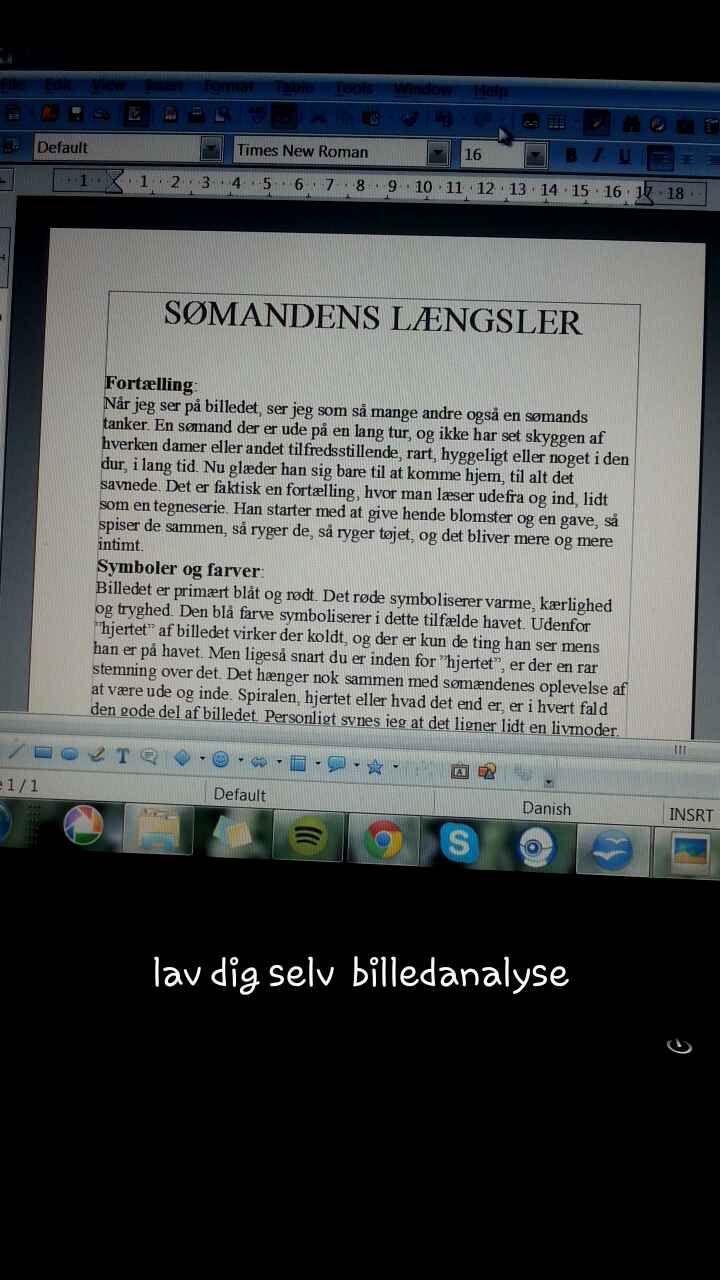 File Edit View Insert Format Table Tools Window Help
Default Times New Roman 16 B I U
1 1 2 3 4 5 6 7 8 9 10 11 12 13 14 15 16 17 18
SØMANDENS LÆNGSLER
Fortælling:
Når jeg ser på billedet, ser jeg som så mange andre også en sømands
tanker. En sømand der er ude på en lang tur, og ikke har set skyggen af
hverken damer eller andet tilfredsstillende, rart, hyggeligt eller noget i den
dur, i lang tid. Nu glæder han sig bare til at komme hjem, til alt det
savnede. Det er faktisk en fortælling, hvor man læser udefra og ind, lidt
som en tegneserie. Han starter med at give hende blomster og en gave, så
spiser de sammen, så ryger de, så ryger tøjet, og det bliver mere og mere
intimt.
Symboler og farver:
Billedet er primært blåt og rødt. Det røde symboliserer varme, kærlighed
og tryghed. Den blå farve symboliserer i dette tilfælde havet. Udenfor
"hjertet" af billedet virker der koldt, og der er kun de ting han ser mens
han er på havet. Men ligeså snart du er inden for "hjertet", er der en rar
stemning over det. Det hænger nok sammen med sømændenes oplevelse af
at være ude og inde. Spiralen, hjertet eller hvad det end er, er i hvert fald
den gode del af billedet. Personligt synes jeg at det ligner lidt en livmoder.
1 / 1 Default Danish INSRT
lav dig selv billedanalyse